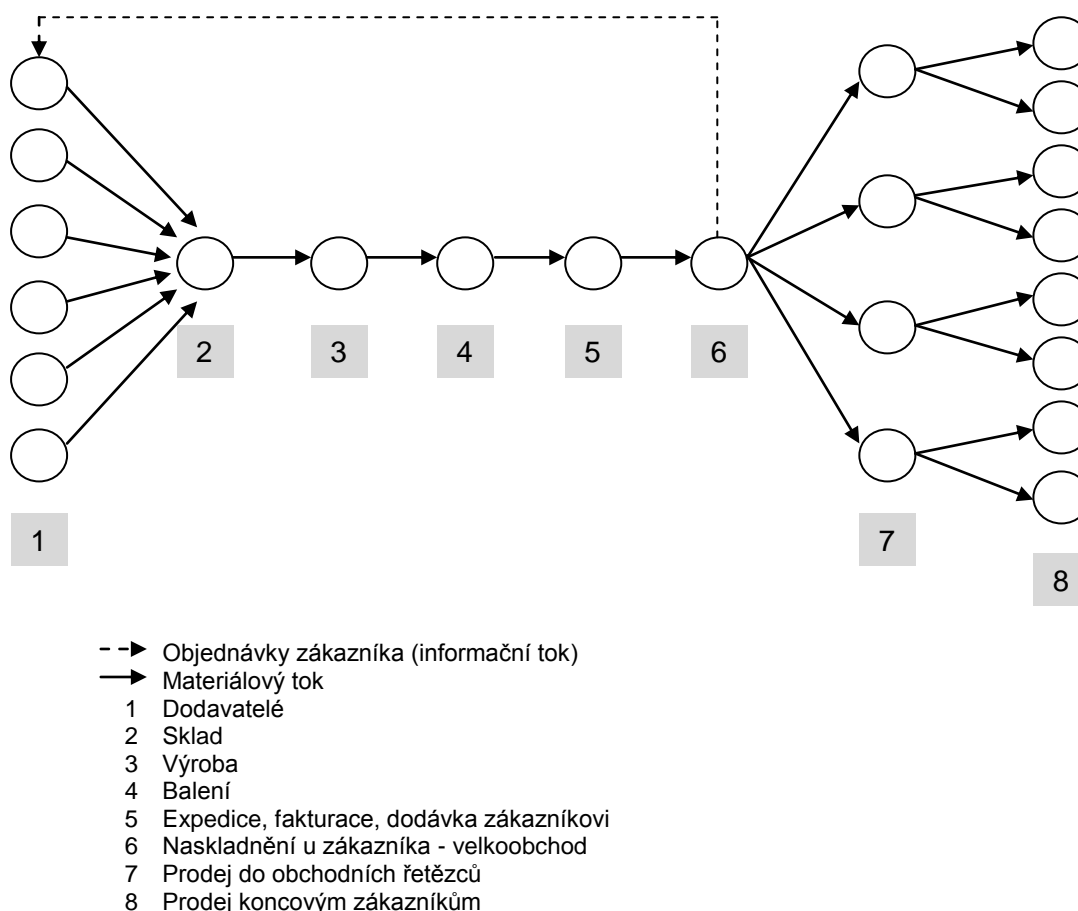 2
3
4
5
6
1
7
8
Objednávky zákazníka (informační tok)
Materiálový tok
1 Dodavatelé
2 Sklad
3 Výroba
4 Balení
5 Expedice, fakturace, dodávka zákazníkovi
6 Naskladnění u zákazníka - velkoobchod
7 Prodej do obchodních řetězců
8 Prodej koncovým zákazníkům